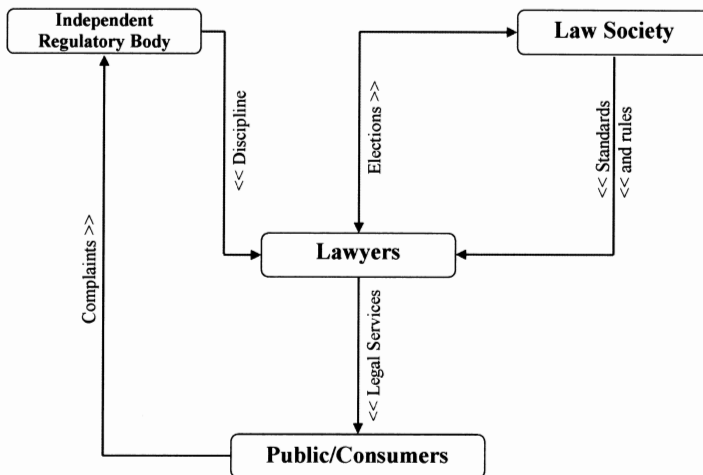 Independent
Regulatory Body
Law Society
<< Discipline
Elections >>
<< Standards
<< and rules
Complaints >>
Lawyers
<< Legal Services
Public/Consumers